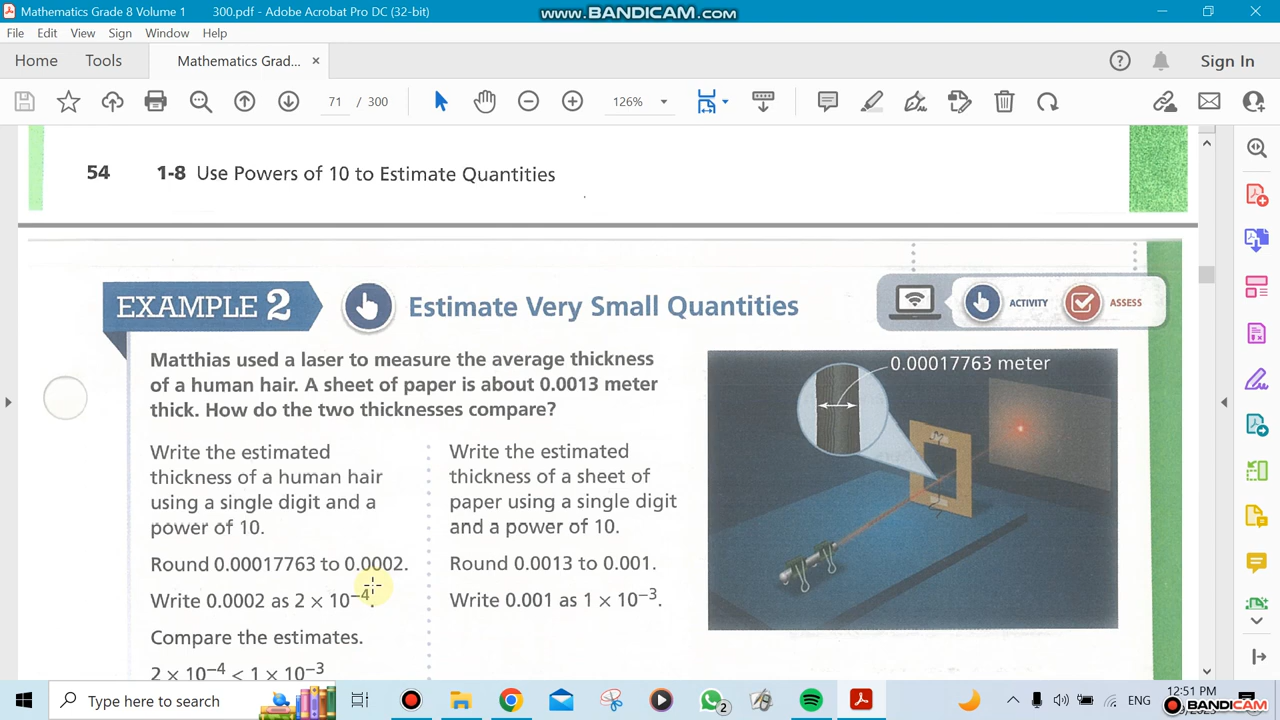 Mathematics Grade 8 Volume 1 300.pdf - Adobe Acrobat Pro DC (32-bit)
www.BANDICAM.com
File Edit View Sign Window Help
Home Tools Mathematics Grad... × Sign In
71 / 300 126%
54 1-8 Use Powers of 10 to Estimate Quantities
EXAMPLE 2 Estimate Very Small Quantities
ACTIVITY ASSESS
Matthias used a laser to measure the average thickness
of a human hair. A sheet of paper is about 0.0013 meter
thick. How do the two thicknesses compare?
Write the estimated
thickness of a human hair
using a single digit and a
power of 10.
Round 0.00017763 to 0.0002.
Write 0.0002 as 2 × 10⁻⁴.
Compare the estimates.
2 × 10⁻⁴ < 1 × 10⁻³
Write the estimated
thickness of a sheet of
paper using a single digit
and a power of 10.
Round 0.0013 to 0.001.
Write 0.001 as 1 × 10⁻³.
0.00017763 meter
Type here to search
2
ENG
12:51 PM
BANDICAM